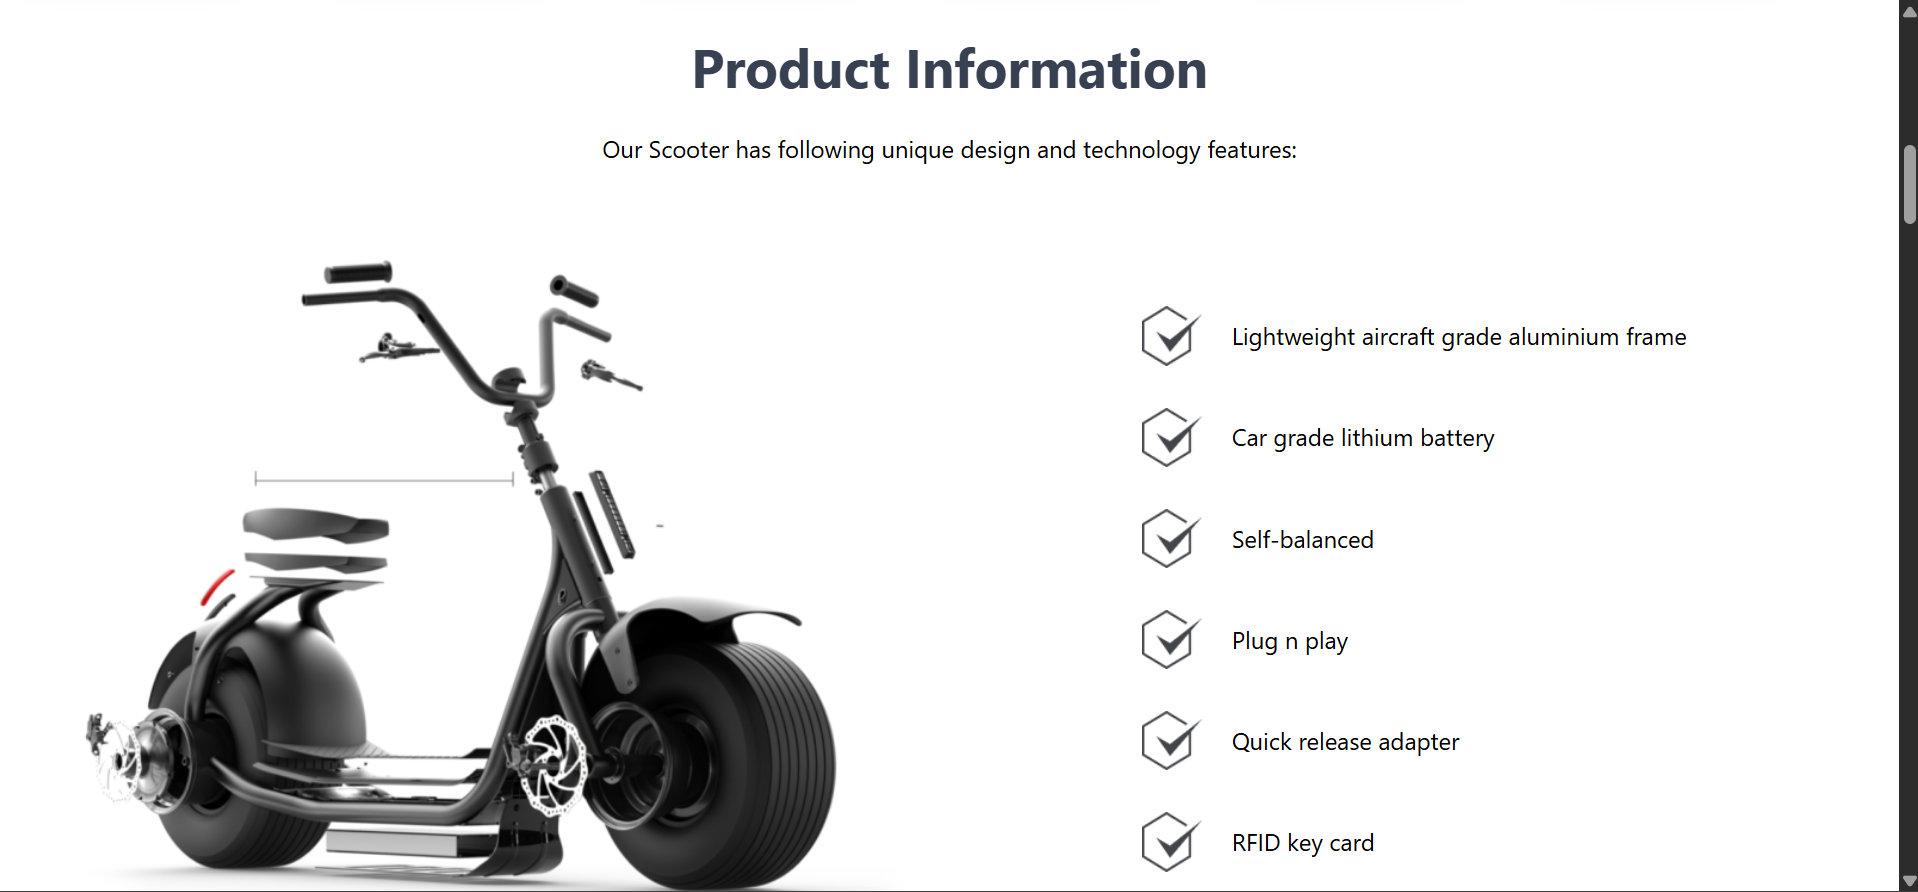 Product Information
Our Scooter has following unique design and technology features:
Lightweight aircraft grade aluminium frame
Car grade lithium battery
Self-balanced
Plug n play
Quick release adapter
RFID key card